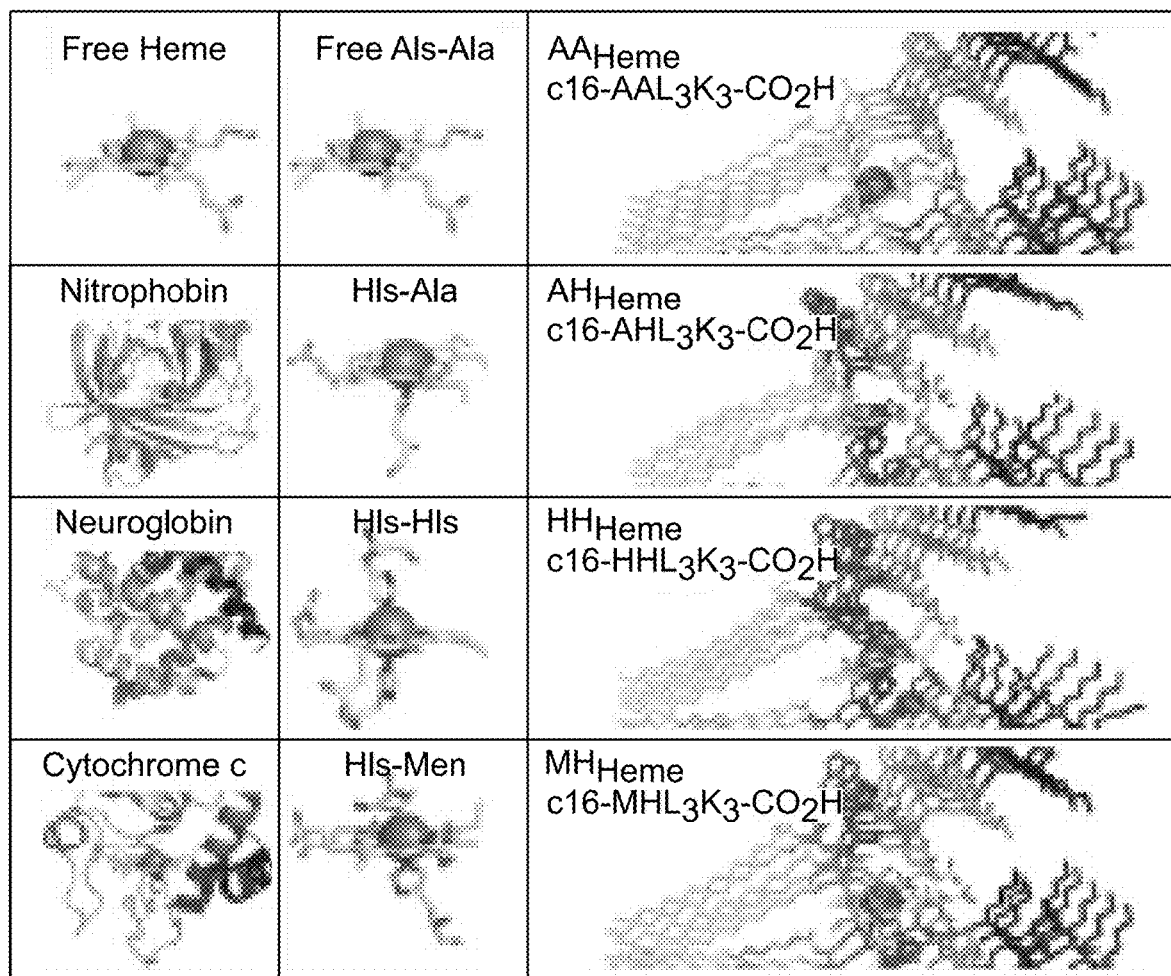 Free Heme
Free Als-Ala
AAHeme
c16-AAL3K3-CO2H
Nitrophobin
HIs-Ala
AHHeme
c16-AHL3K3-CO2H
Neuroglobin
HIs-HIs
HHHeme
c16-HHL3K3-CO2H
Cytochrome c
HIs-Men
MHHeme
c16-MHL3K3-CO2H